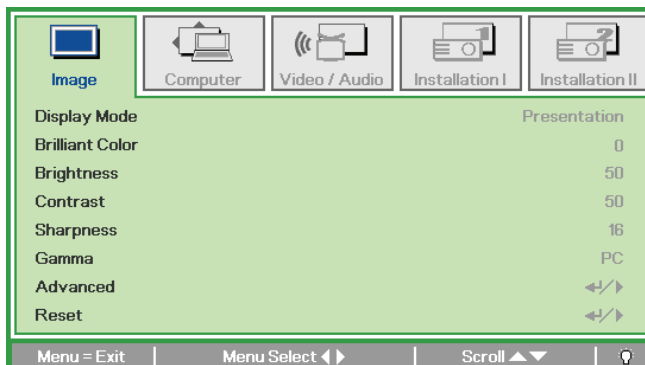 Image Computer Video / Audio Installation I Installation II
Display Mode Presentation
Brilliant Color 0
Brightness 50
Contrast 50
Sharpness 16
Gamma PC
Advanced
Reset
Menu = Exit Menu Select Scroll